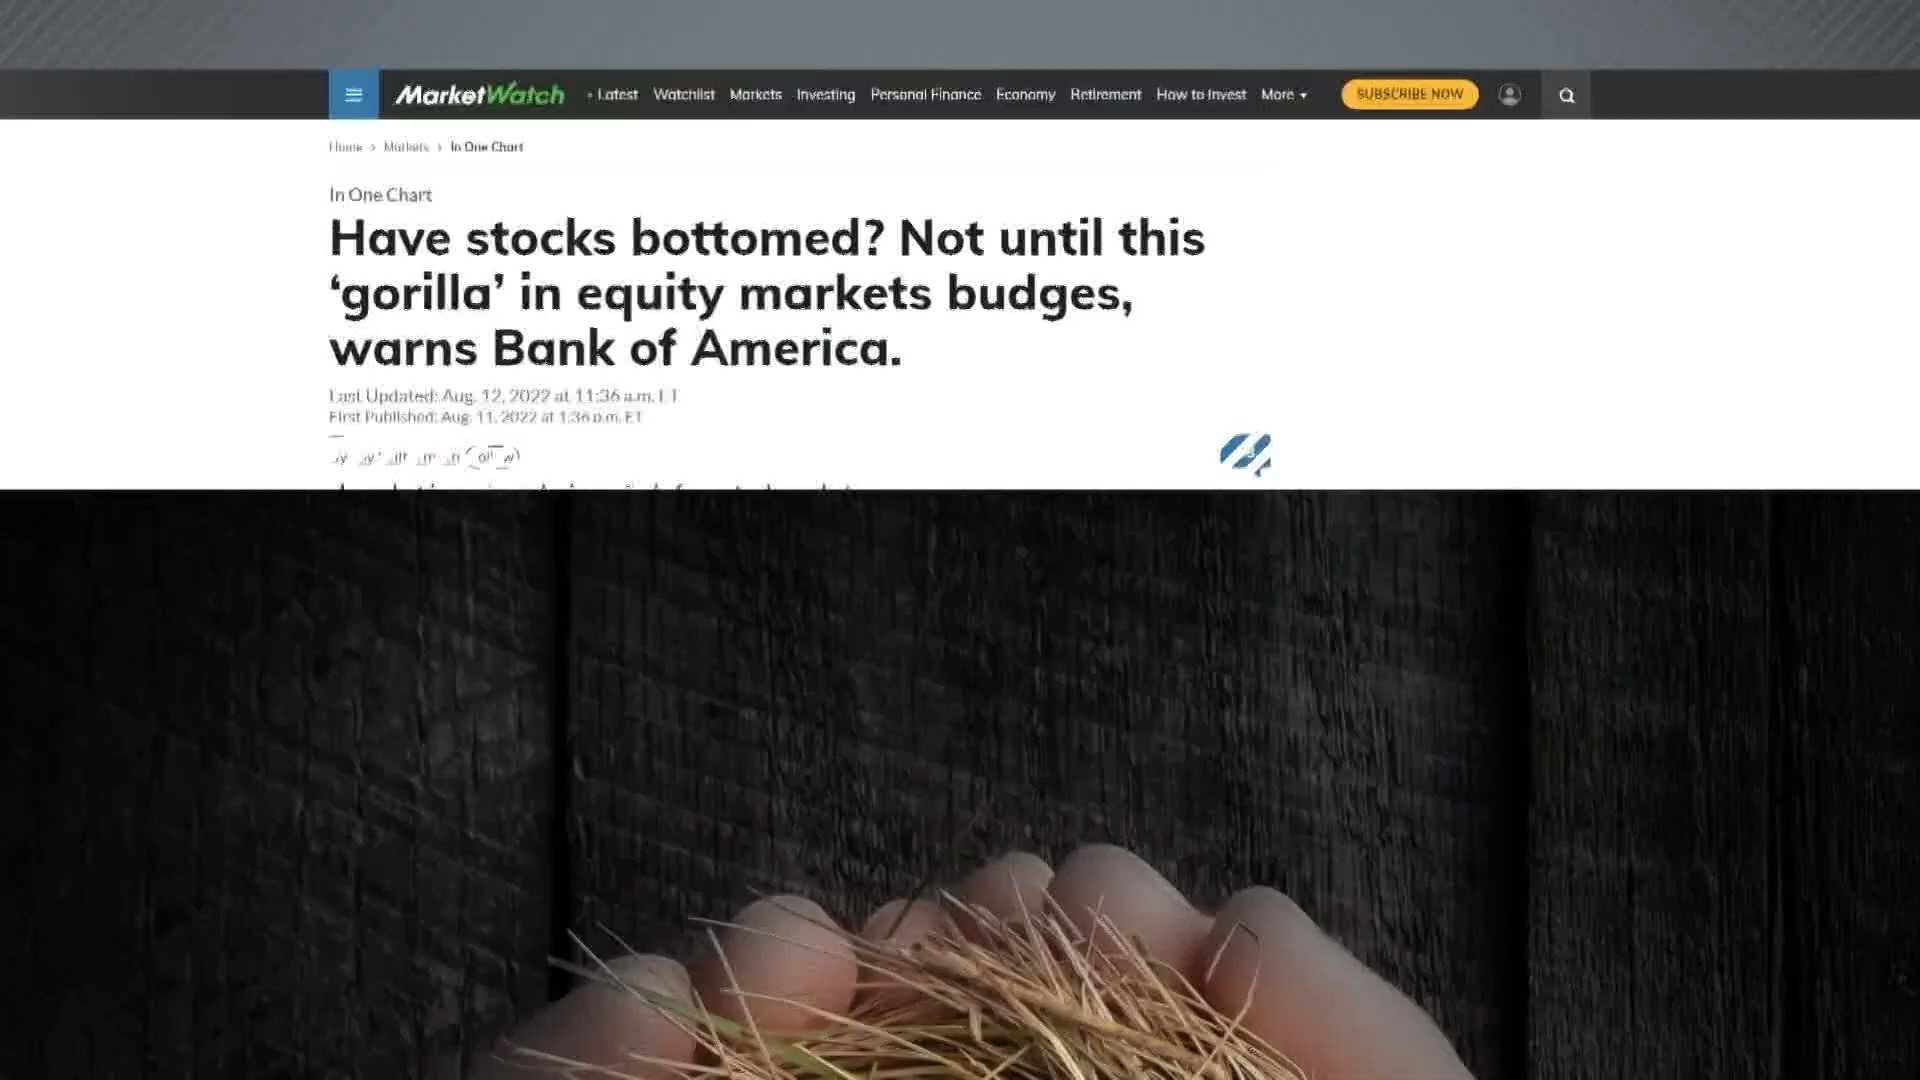 MarketWatch Latest Watchlist Markets Investing Personal Finance Economy Retirement How to Invest More SUBSCRIBE NOW
Home > Markets > In One Chart
In One Chart
Have stocks bottomed? Not until this
‘gorilla’ in equity markets budges,
warns Bank of America.
Last Updated: Aug. 12, 2022 at 11:36 a.m. ET
First Published: Aug. 11, 2022 at 1:36 p.m. ET